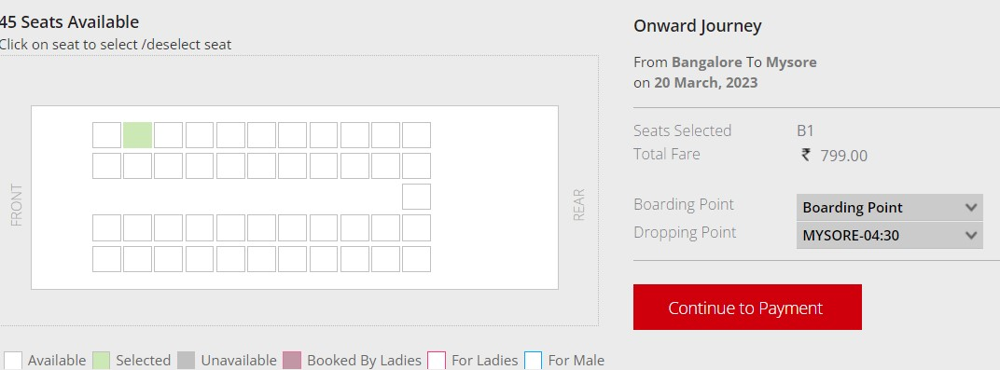 45 Seats Available
Click on seat to select /deselect seat
FRONT
REAR
Available
Selected
Unavailable
Booked By Ladies
For Ladies
For Male
Onward Journey
From Bangalore To Mysore
on 20 March, 2023
Seats Selected B1
Total Fare ₹ 799.00
Boarding Point Boarding Point
Dropping Point MYSORE-04:30
Continue to Payment